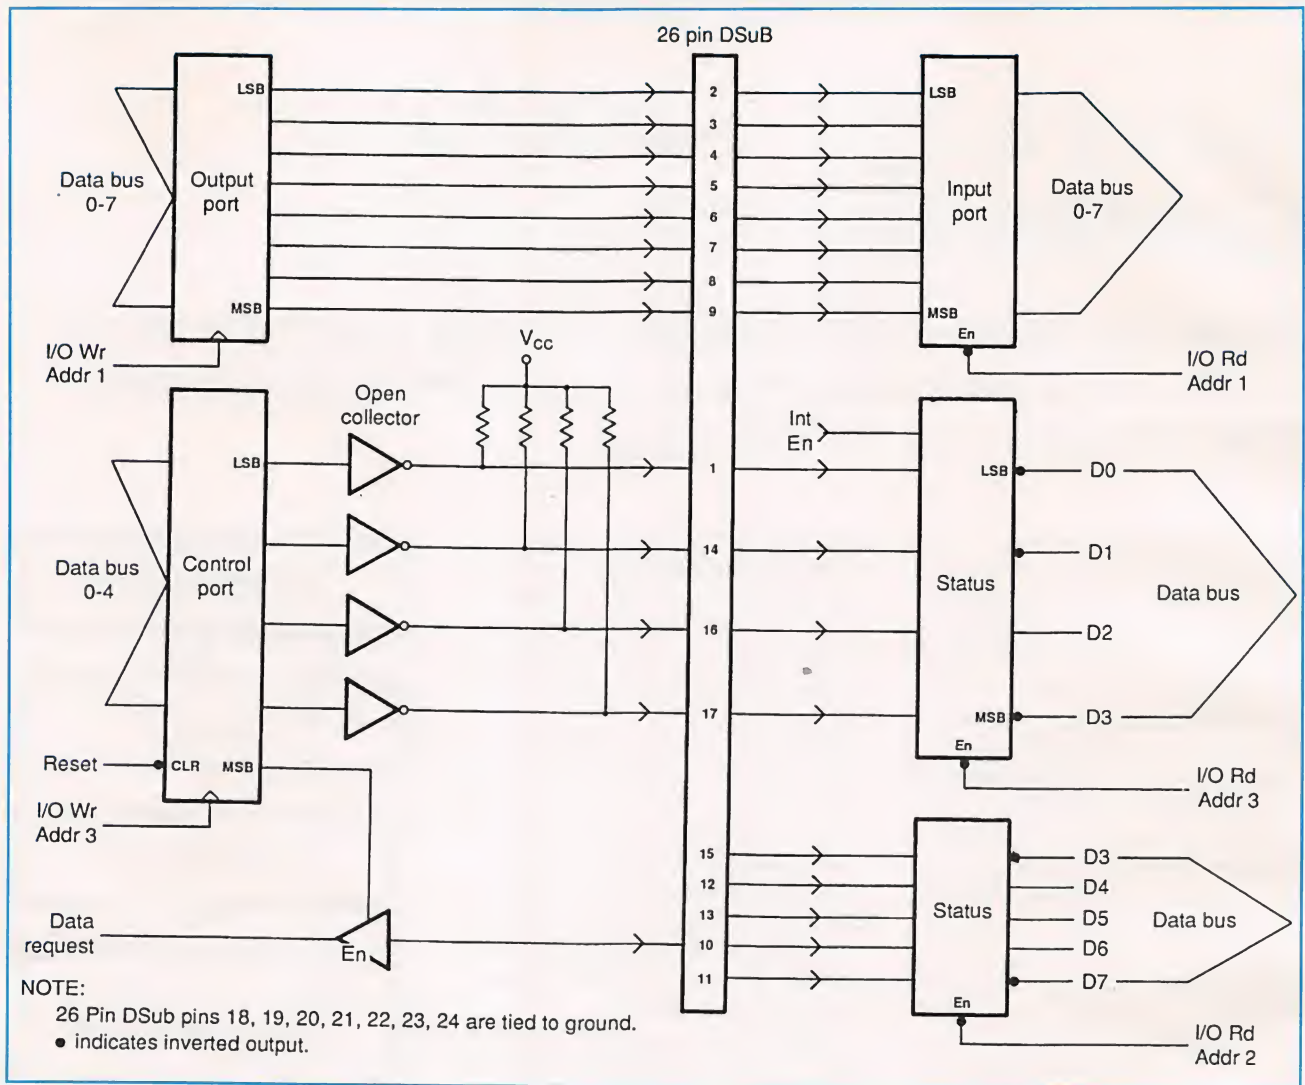 26 pin DSuB
LSB
Data bus
0-7
Output
port
MSB
I/O Wr
Addr 1
2
3
4
5
6
7
8
9
LSB
Input
port
MSB
En
Data bus
0-7
I/O Rd
Addr 1
VCC
Open
collector
LSB
Data bus
0-4
Control
port
Reset
CLR MSB
I/O Wr
Addr 3
1
14
16
17
Int
En
LSB
Status
MSB
En
D0
D1
D2
D3
Data bus
I/O Rd
Addr 3
Data
request
En
15
12
13
10
11
Status
En
D3
D4
D5
D6
D7
Data bus
I/O Rd
Addr 2
NOTE:
26 Pin DSub pins 18, 19, 20, 21, 22, 23, 24 are tied to ground.
● indicates inverted output.